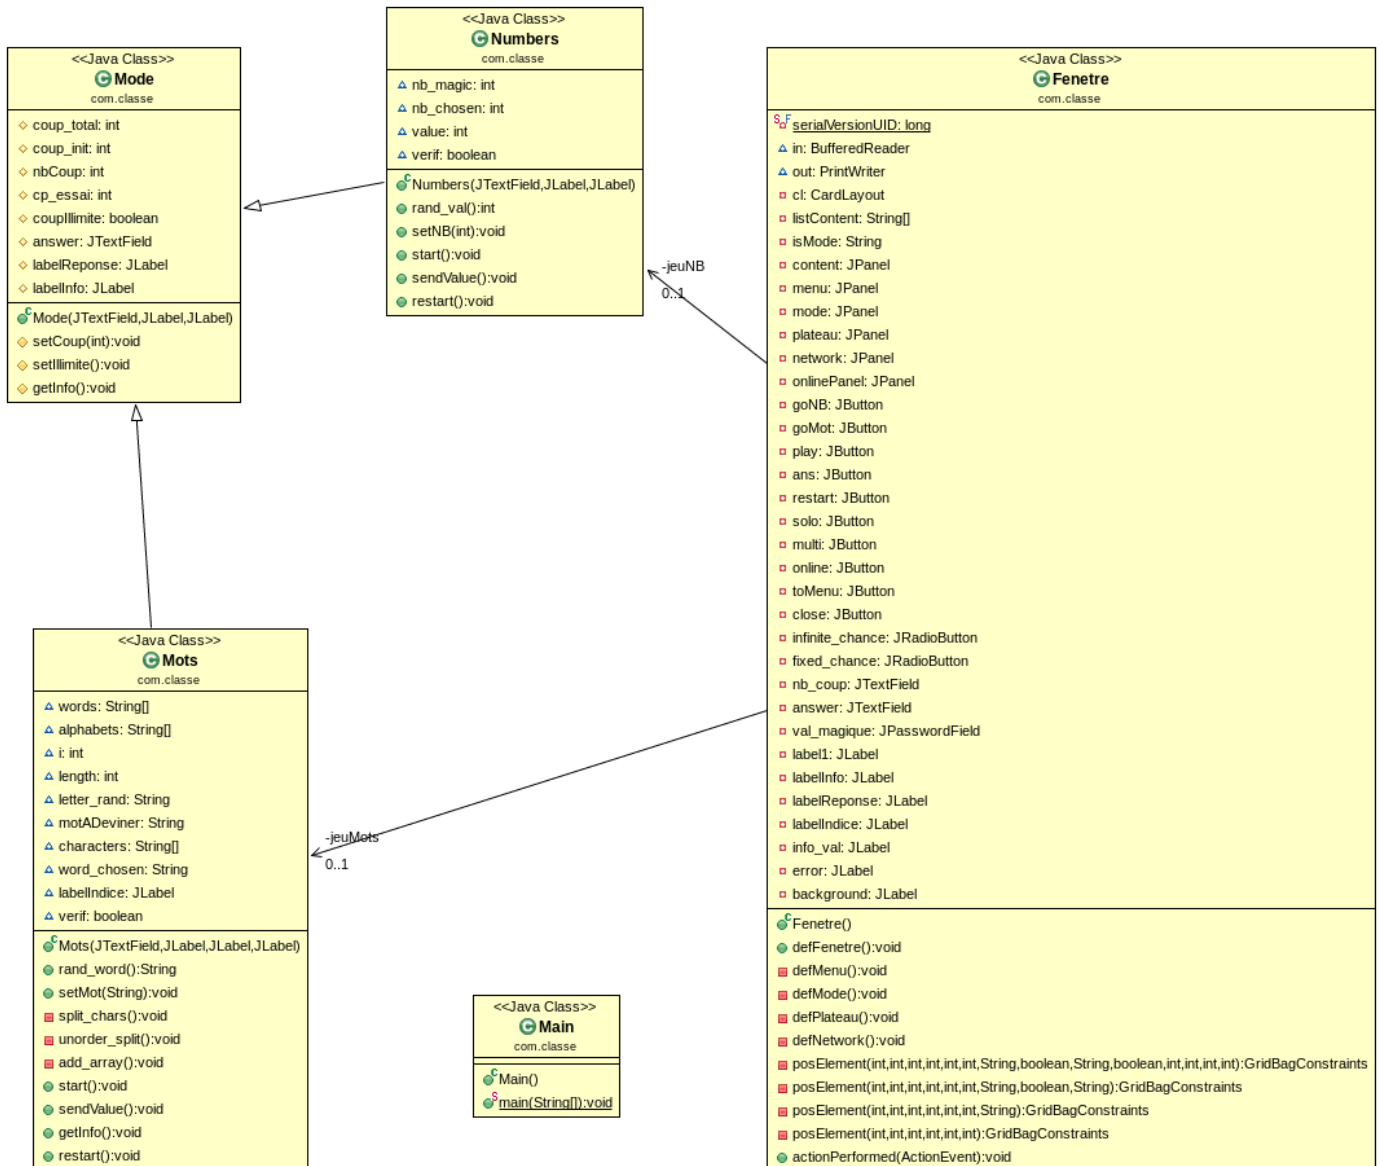 <<Java Class>>
Mode
com.classe
coup_total: int
coup_init: int
nbCoup: int
cp_essai: int
coupIllimite: boolean
answer: JTextField
labelReponse: JLabel
labelInfo: JLabel
Mode(JTextField,JLabel,JLabel)
setCoup(int):void
setIllimite():void
getInfo():void
<<Java Class>>
Numbers
com.classe
nb_magic: int
nb_chosen: int
value: int
verif: boolean
Numbers(JTextField,JLabel,JLabel)
rand_val():int
setNB(int):void
start():void
sendValue():void
restart():void
-jeuNB
0..1
<<Java Class>>
Fenetre
com.classe
serialVersionUID: long
in: BufferedReader
out: PrintWriter
cl: CardLayout
listContent: String[]
isMode: String
content: JPanel
menu: JPanel
mode: JPanel
plateau: JPanel
network: JPanel
onlinePanel: JPanel
goNB: JButton
goMot: JButton
play: JButton
ans: JButton
restart: JButton
solo: JButton
multi: JButton
online: JButton
toMenu: JButton
close: JButton
infinite_chance: JRadioButton
fixed_chance: JRadioButton
nb_coup: JTextField
answer: JTextField
val_magique: JPasswordField
label1: JLabel
labelInfo: JLabel
labelReponse: JLabel
labelIndice: JLabel
info_val: JLabel
error: JLabel
background: JLabel
Fenetre()
defFenetre():void
defMenu():void
defMode():void
defPlateau():void
defNetwork():void
posElement(int,int,int,int,int,int,String,boolean,String,boolean,int,int,int,int):GridBagConstraints
posElement(int,int,int,int,int,int,String,boolean,String):GridBagConstraints
posElement(int,int,int,int,int,int,String):GridBagConstraints
posElement(int,int,int,int,int,int):GridBagConstraints
actionPerformed(ActionEvent):void
<<Java Class>>
Mots
com.classe
words: String[]
alphabets: String[]
i: int
length: int
letter_rand: String
motADeviner: String
characters: String[]
word_chosen: String
labelIndice: JLabel
verif: boolean
Mots(JTextField,JLabel,JLabel,JLabel)
rand_word():String
setMot(String):void
split_chars():void
unorder_split():void
add_array():void
start():void
sendValue():void
getInfo():void
restart():void
-jeuMots
0..1
<<Java Class>>
Main
com.classe
Main()
main(String[]):void